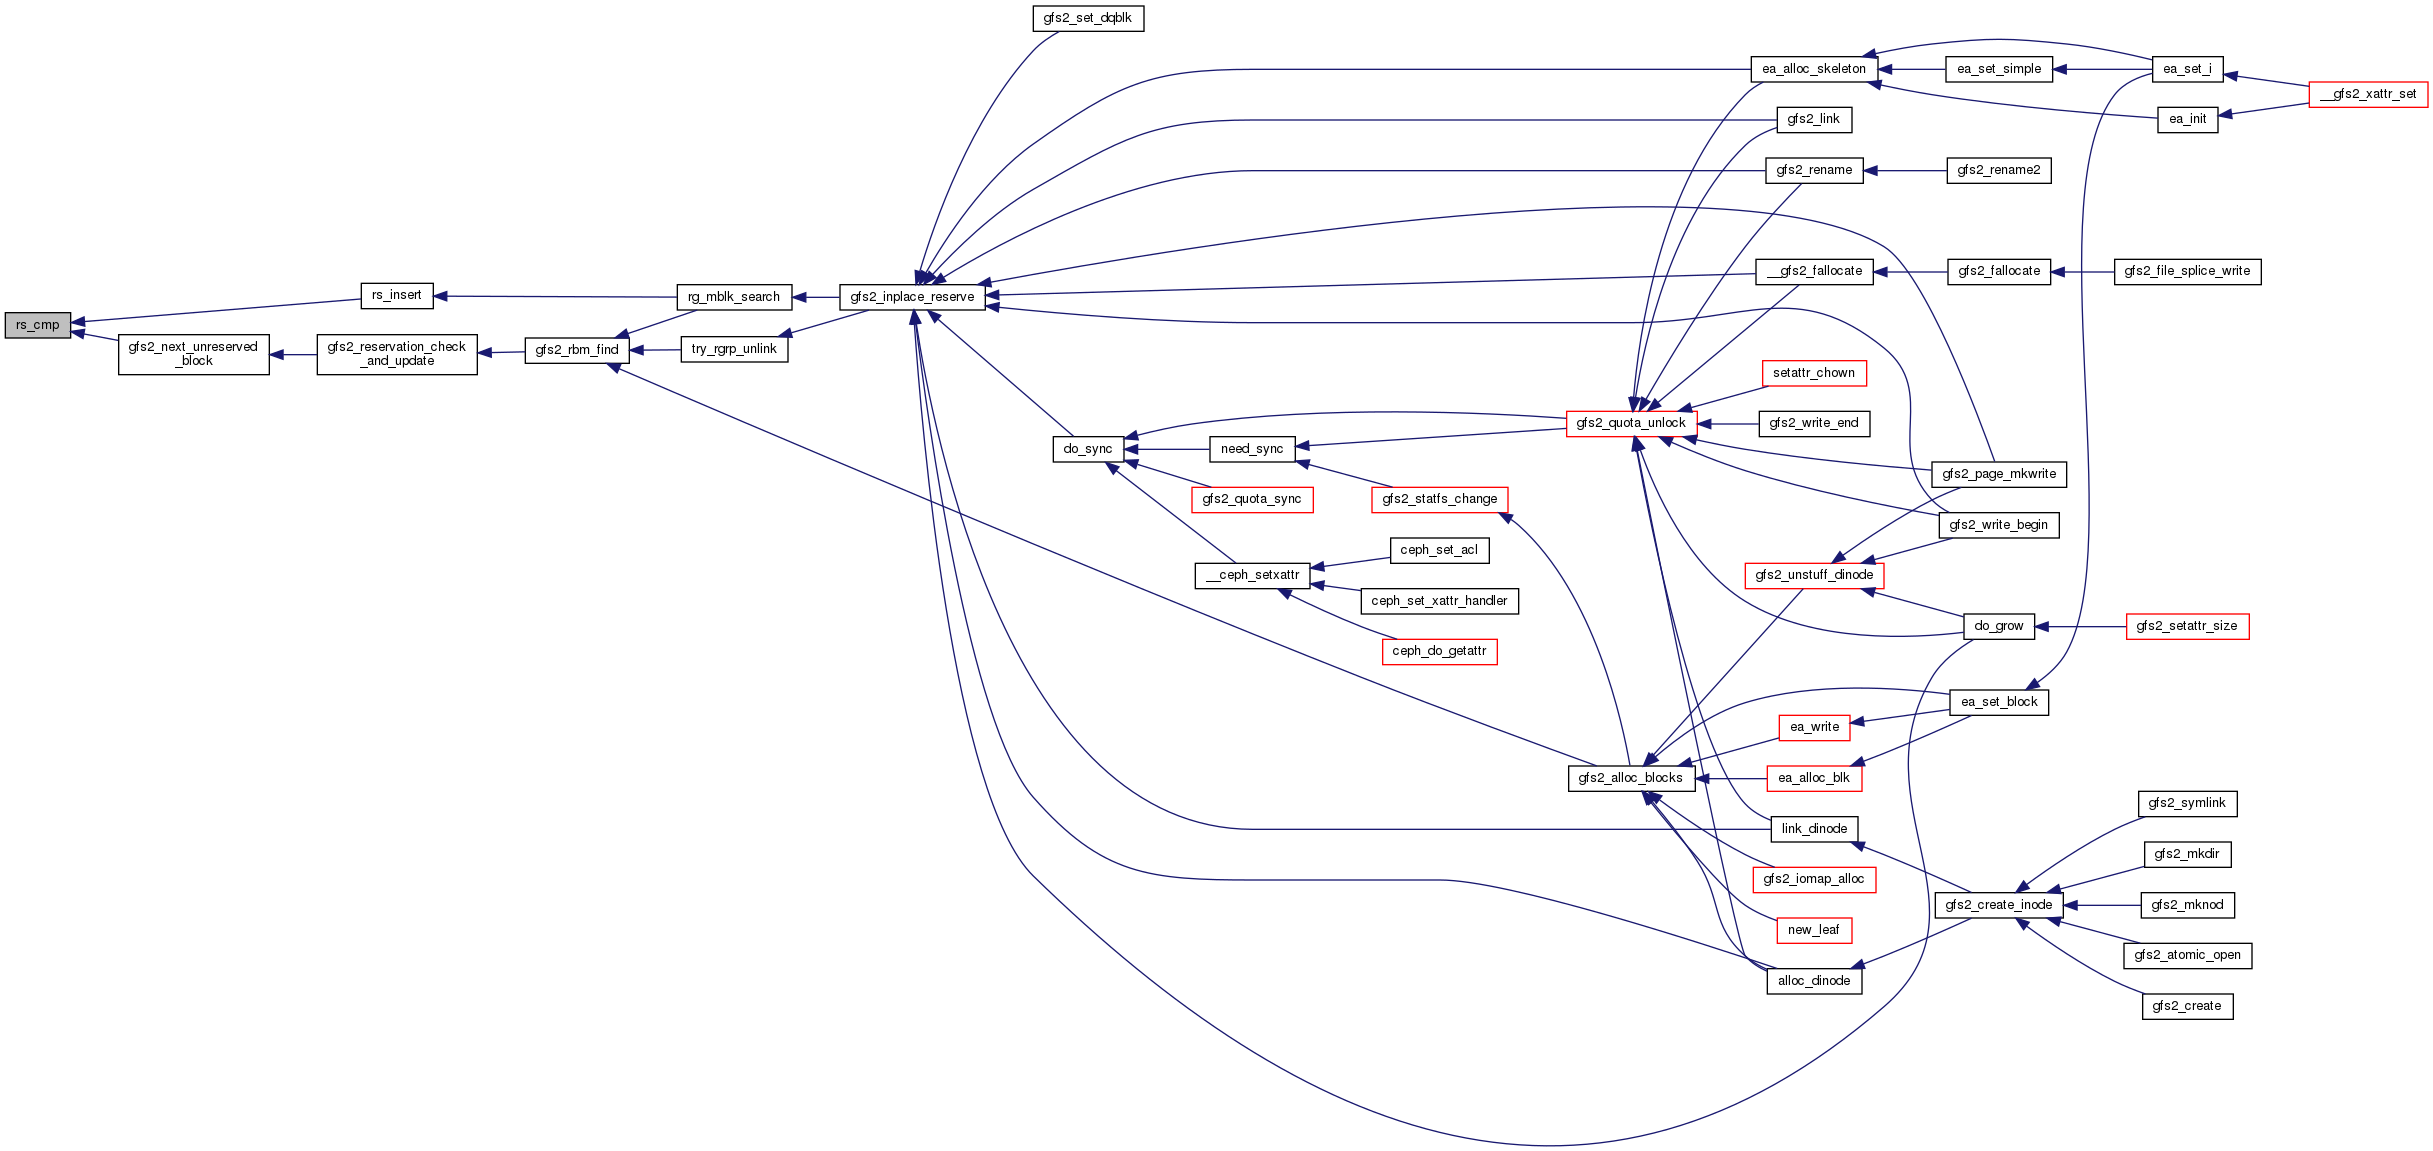 rs_cmp
rs_insert
gfs2_next_unreserved
_block
gfs2_reservation_check
_and_update
gfs2_rbm_find
rg_mblk_search
try_rgrp_unlink
gfs2_inplace_reserve
gfs2_set_dqblk
do_sync
need_sync
gfs2_quota_sync
__ceph_setxattr
gfs2_statfs_change
ceph_set_acl
ceph_set_xattr_handler
ceph_do_getattr
gfs2_quota_unlock
gfs2_alloc_blocks
ea_alloc_skeleton
gfs2_link
gfs2_rename
__gfs2_fallocate
setattr_chown
gfs2_write_end
gfs2_unstuff_dinode
ea_write
ea_alloc_blk
link_dinode
gfs2_iomap_alloc
new_leaf
alloc_dinode
ea_set_simple
gfs2_rename2
gfs2_fallocate
gfs2_page_mkwrite
gfs2_write_begin
do_grow
ea_set_block
gfs2_create_inode
ea_set_i
ea_init
gfs2_file_splice_write
gfs2_setattr_size
gfs2_symlink
gfs2_mkdir
gfs2_mknod
gfs2_atomic_open
gfs2_create
__gfs2_xattr_set